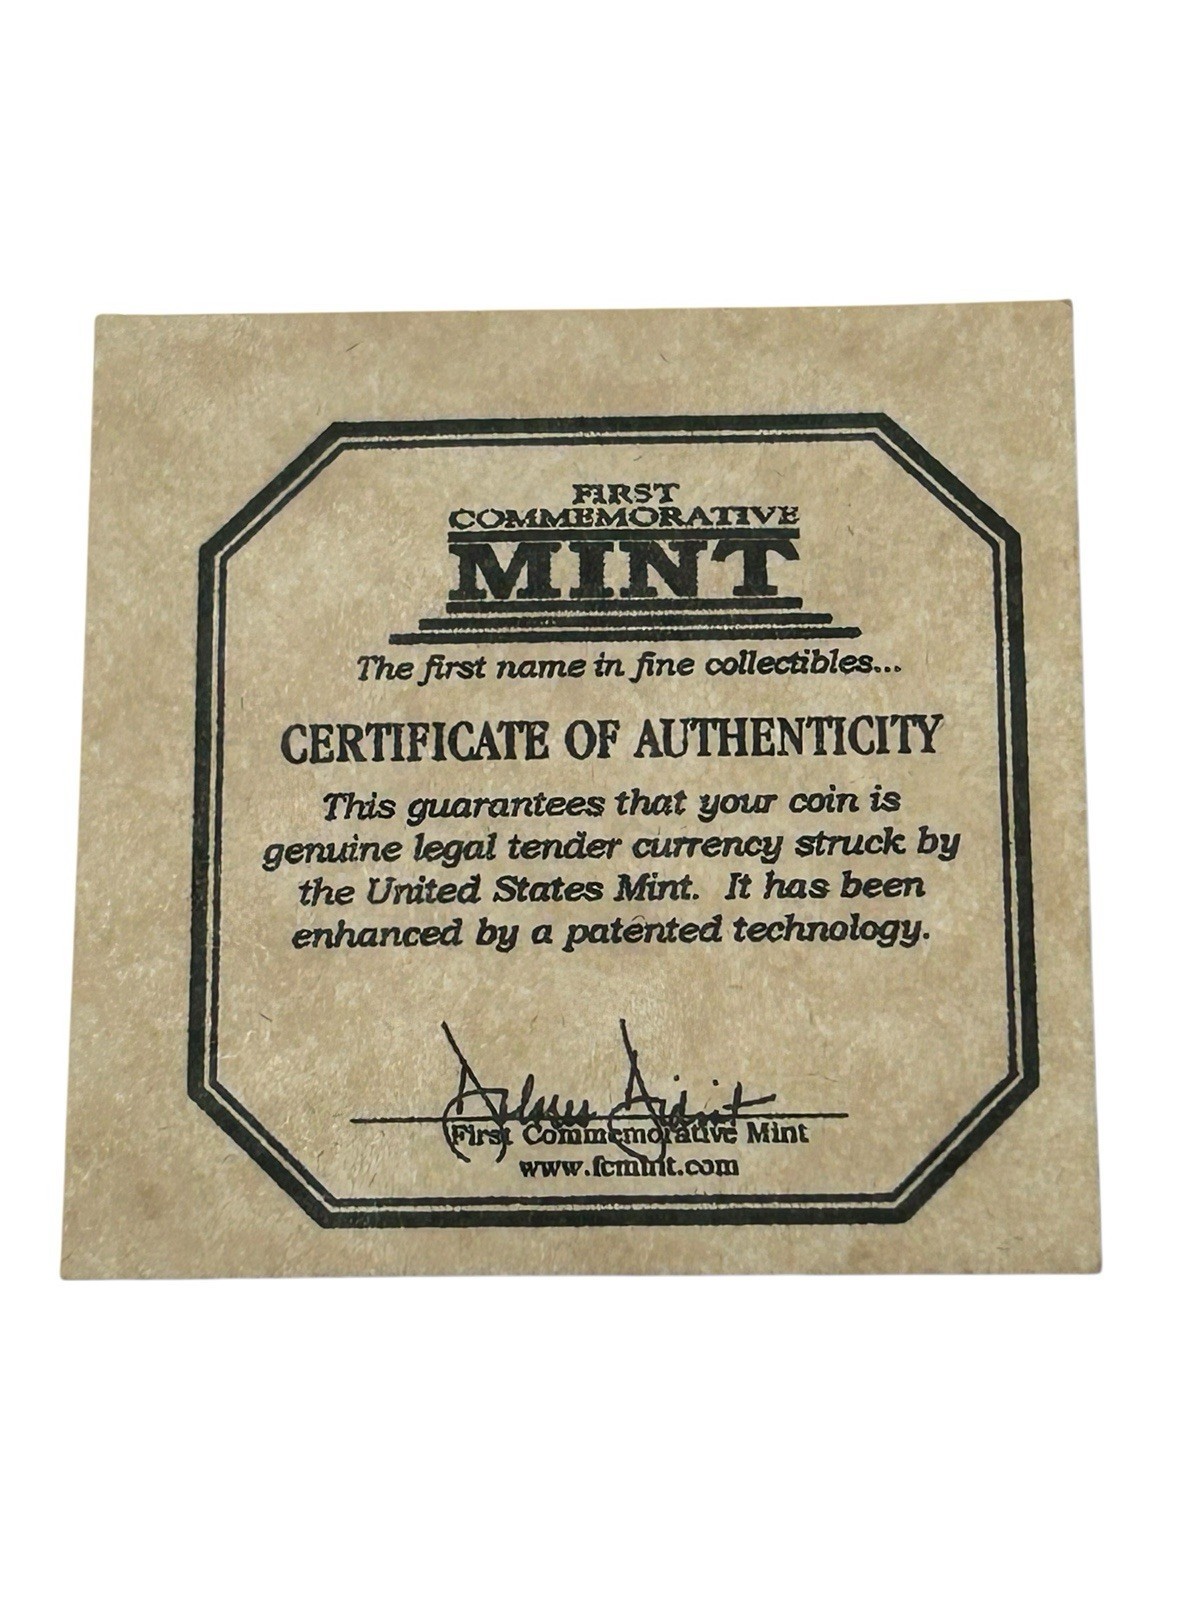 FIRST
COMMEMORATIVE
MINT
The first name in fine collectibles...
CERTIFICATE OF AUTHENTICITY
This guarantees that your coin is
genuine legal tender currency struck by
the United States Mint. It has been
enhanced by a patented technology.
First Commemorative Mint
www.fcmint.com